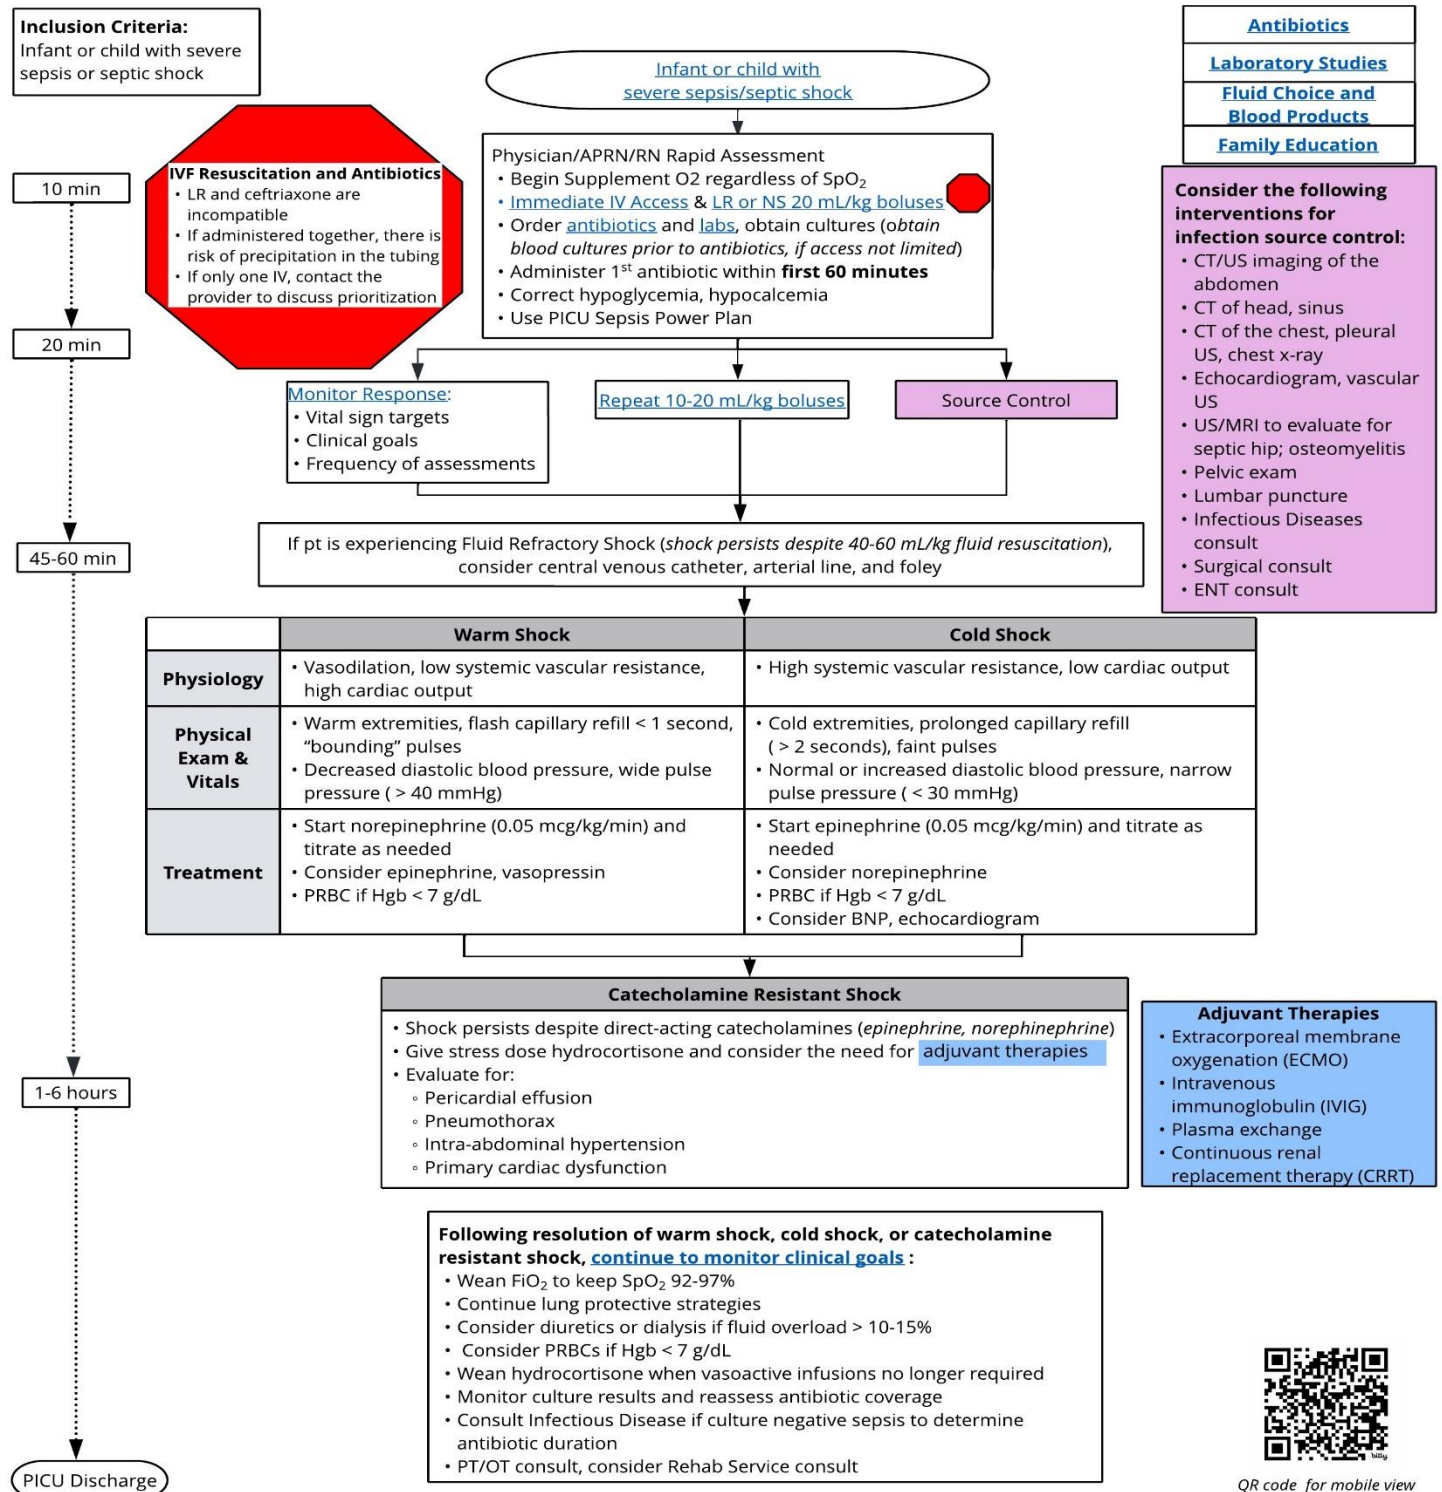 Inclusion Criteria:
Infant or child with severe
sepsis or septic shock
Infant or child with
severe sepsis/septic shock
Antibiotics
Laboratory Studies
Fluid Choice and
Blood Products
Family Education
10 min
20 min
45-60 min
1-6 hours
PICU Discharge
IVF Resuscitation and Antibiotics
• LR and ceftriaxone are
incompatible
• If administered together, there is
risk of precipitation in the tubing
• If only one IV, contact the
provider to discuss prioritization
Physician/APRN/RN Rapid Assessment
• Begin Supplement O2 regardless of SpO₂
• Immediate IV Access & LR or NS 20 mL/kg boluses
• Order antibiotics and labs, obtain cultures (obtain
blood cultures prior to antibiotics, if access not limited)
• Administer 1st antibiotic within first 60 minutes
• Correct hypoglycemia, hypocalcemia
• Use PICU Sepsis Power Plan
Consider the following
interventions for
infection source control:
• CT/US imaging of the
abdomen
• CT of head, sinus
• CT of the chest, pleural
US, chest x-ray
• Echocardiogram, vascular
US
• US/MRI to evaluate for
septic hip; osteomyelitis
• Pelvic exam
• Lumbar puncture
• Infectious Diseases
consult
• Surgical consult
• ENT consult
Monitor Response:
• Vital sign targets
• Clinical goals
• Frequency of assessments
Repeat 10-20 mL/kg boluses
Source Control
If pt is experiencing Fluid Refractory Shock (shock persists despite 40-60 mL/kg fluid resuscitation),
consider central venous catheter, arterial line, and foley
Warm Shock
Cold Shock
Physiology
• Vasodilation, low systemic vascular resistance,
high cardiac output
• High systemic vascular resistance, low cardiac output
Physical
Exam &
Vitals
• Warm extremities, flash capillary refill < 1 second,
“bounding” pulses
• Decreased diastolic blood pressure, wide pulse
pressure ( > 40 mmHg)
• Cold extremities, prolonged capillary refill
( > 2 seconds), faint pulses
• Normal or increased diastolic blood pressure, narrow
pulse pressure ( < 30 mmHg)
Treatment
• Start norepinephrine (0.05 mcg/kg/min) and
titrate as needed
• Consider epinephrine, vasopressin
• PRBC if Hgb < 7 g/dL
• Start epinephrine (0.05 mcg/kg/min) and titrate as
needed
• Consider norepinephrine
• PRBC if Hgb < 7 g/dL
• Consider BNP, echocardiogram
Catecholamine Resistant Shock
• Shock persists despite direct-acting catecholamines (epinephrine, norephinephrine)
• Give stress dose hydrocortisone and consider the need for adjuvant therapies
• Evaluate for:
◦ Pericardial effusion
◦ Pneumothorax
◦ Intra-abdominal hypertension
◦ Primary cardiac dysfunction
Adjuvant Therapies
• Extracorporeal membrane
oxygenation (ECMO)
• Intravenous
immunoglobulin (IVIG)
• Plasma exchange
• Continuous renal
replacement therapy (CRRT)
Following resolution of warm shock, cold shock, or catecholamine
resistant shock, continue to monitor clinical goals :
• Wean FiO₂ to keep SpO₂ 92-97%
• Continue lung protective strategies
• Consider diuretics or dialysis if fluid overload > 10-15%
• Consider PRBCs if Hgb < 7 g/dL
• Wean hydrocortisone when vasoactive infusions no longer required
• Monitor culture results and reassess antibiotic coverage
• Consult Infectious Disease if culture negative sepsis to determine
antibiotic duration
• PT/OT consult, consider Rehab Service consult
bitly
QR code for mobile view